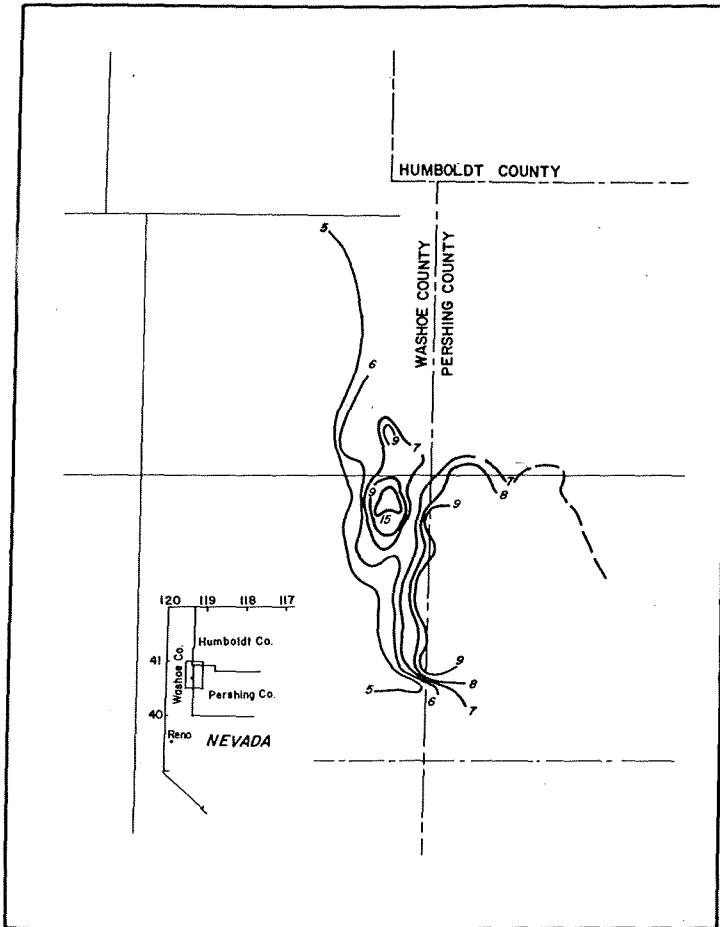 HUMBOLDT COUNTY
WASHOE COUNTY
PERSHING COUNTY
5
6
9
7
9
15
7
8
9
120 119 118 117
Humboldt Co.
41
Washoe Co.
Pershing Co.
40
Reno
NEVADA
9
8
5
6
7